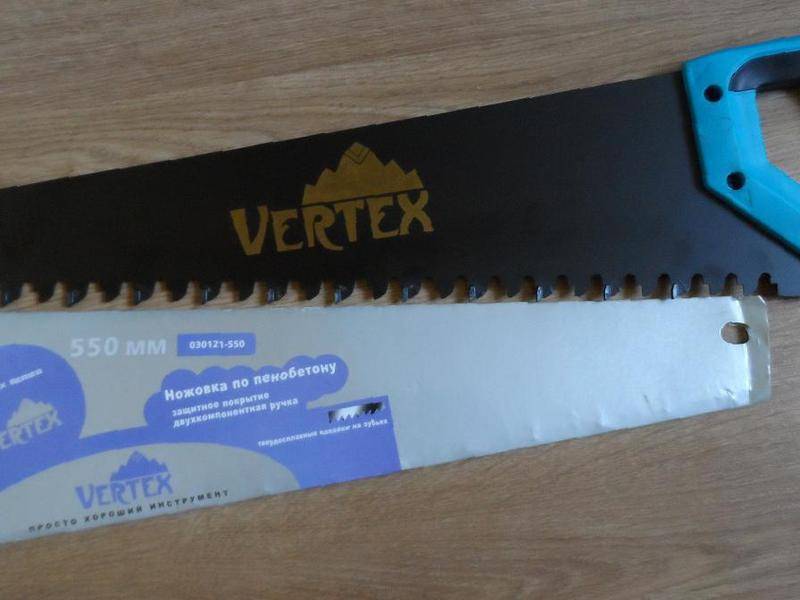 VERTEX
550 мм
030121-550
Ножовка по пенобетону
защитное покрытие
двухкомпонентная ручка
твердосплавные напайки на зубьях
VERTEX
VERTEX
ПРОСТО ХОРОШИЙ ИНСТРУМЕНТ